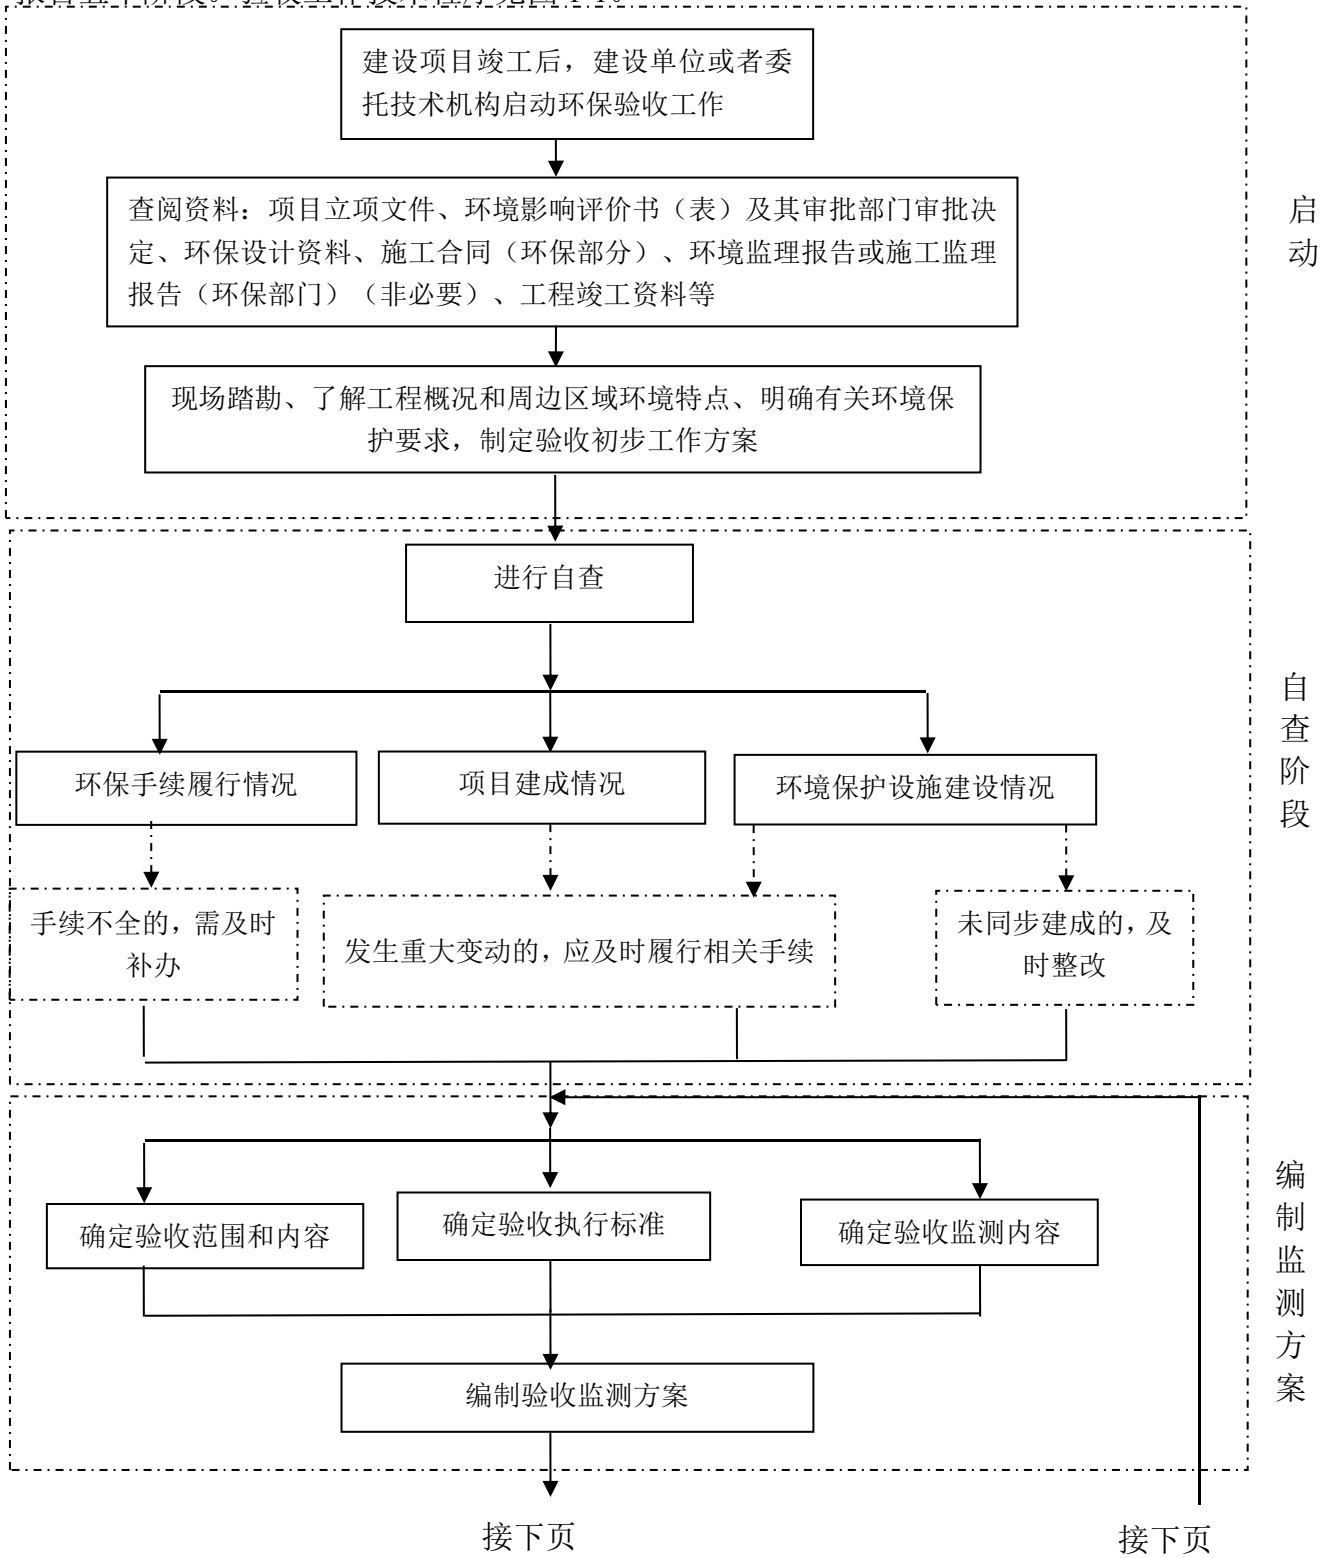 建设项目竣工后，建设单位或者委
托技术机构启动环保验收工作
查阅资料：项目立项文件、环境影响评价书（表）及其审批部门审批决
定、环保设计资料、施工合同（环保部分）、环境监理报告或施工监理
报告（环保部门）（非必要）、工程竣工资料等
启
动
现场踏勘、了解工程概况和周边区域环境特点、明确有关环境保
护要求，制定验收初步工作方案
进行自查
自
查
阶
段
环保手续履行情况
项目建成情况
环境保护设施建设情况
手续不全的，需及时
补办
发生重大变动的，应及时履行相关手续
未同步建成的，及
时整改
编
制
监
测
方
案
确定验收范围和内容
确定验收执行标准
确定验收监测内容
编制验收监测方案
接下页
接下页